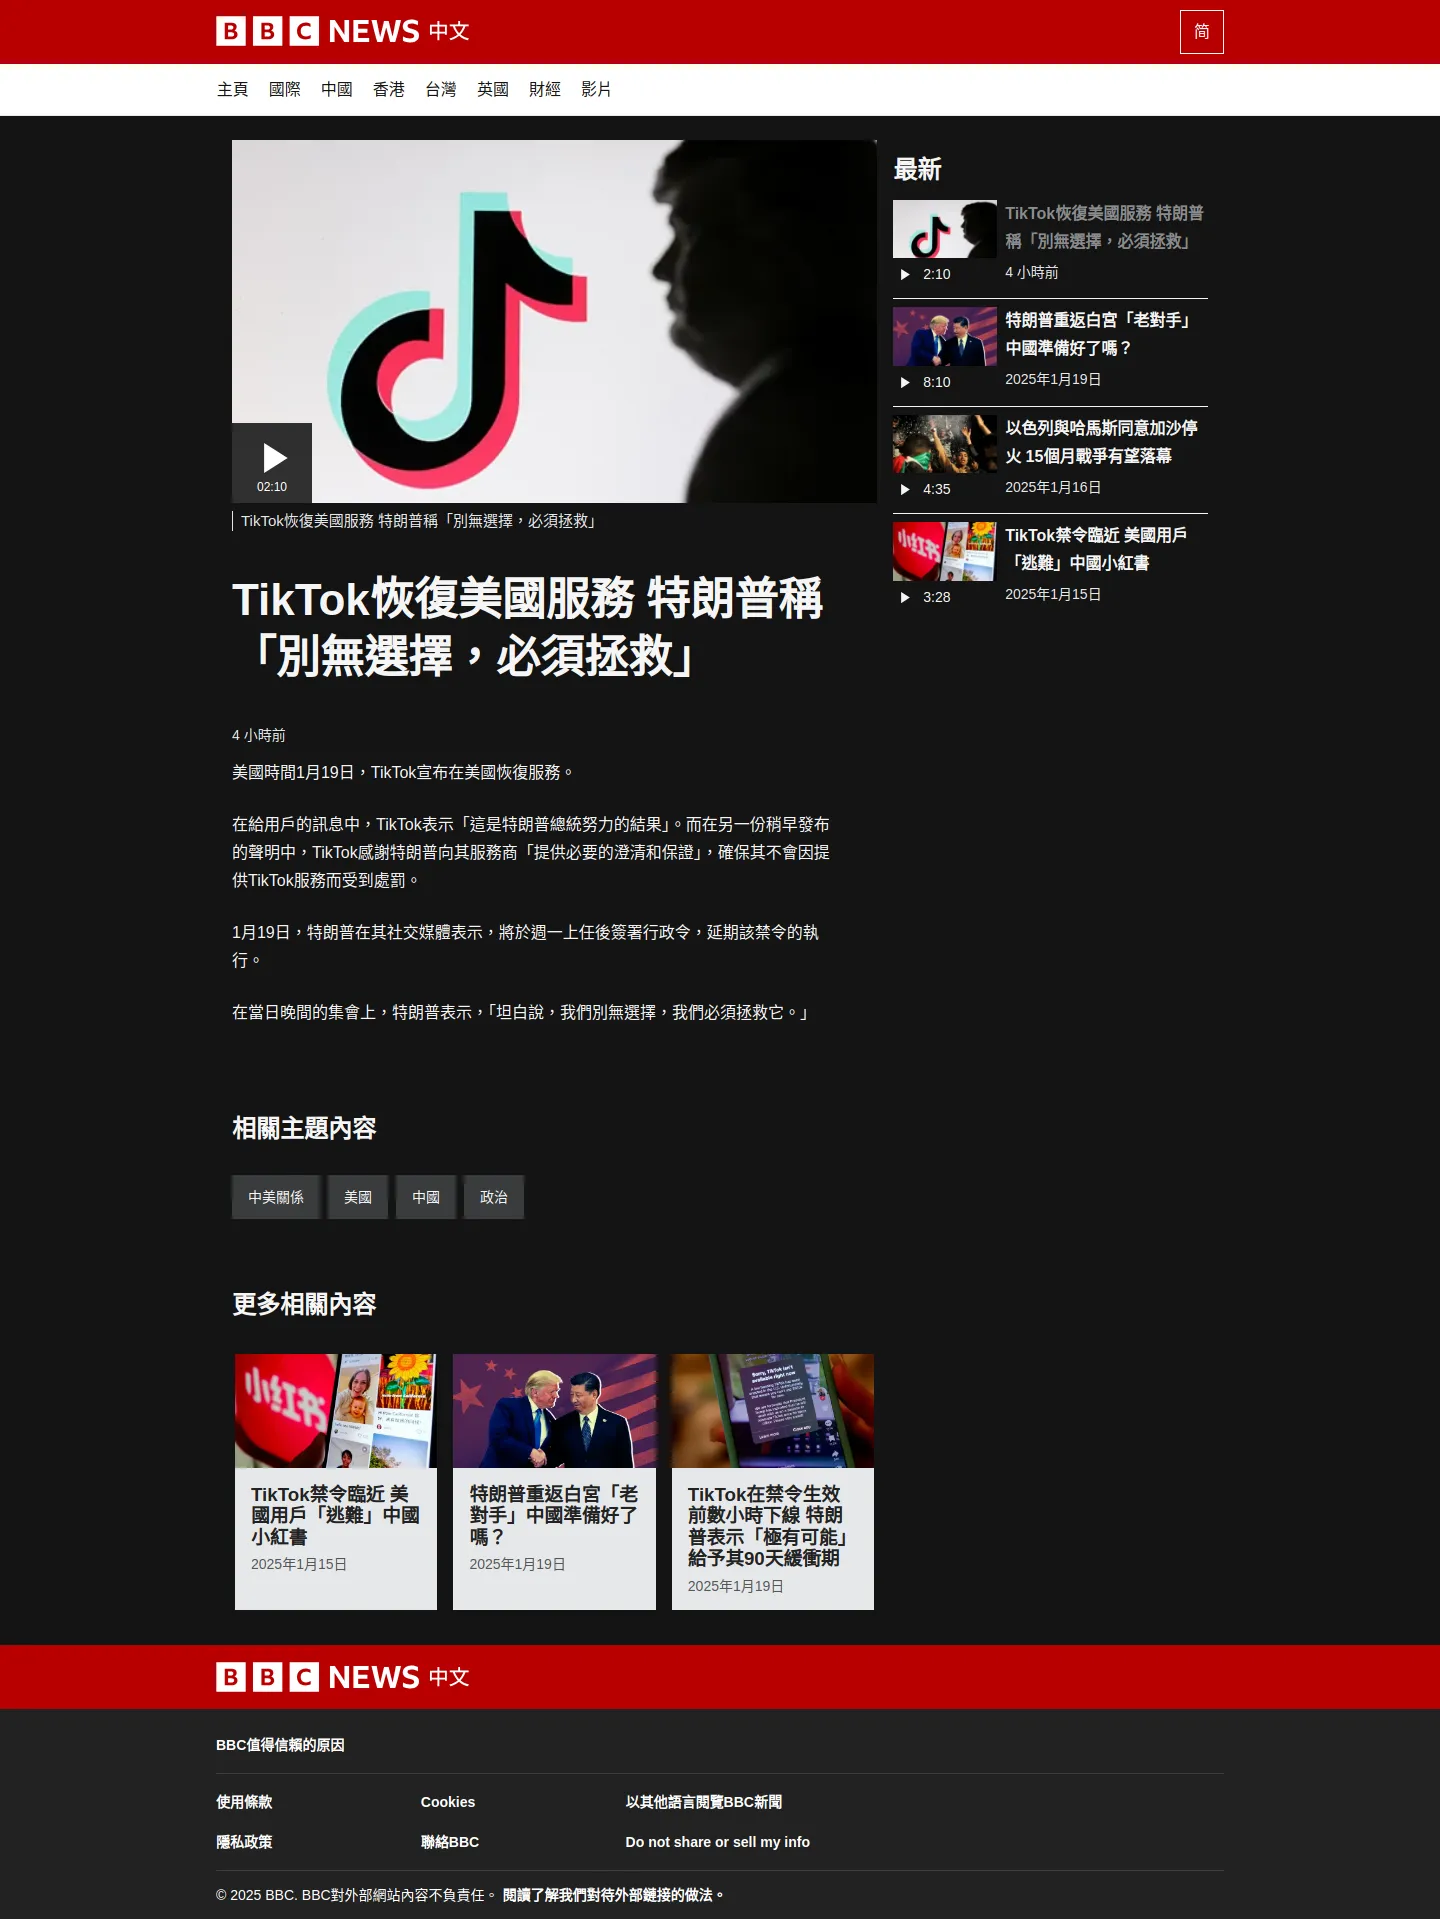 BBC NEWS 中文
简
主頁 國際 中國 香港 台灣 英國 財經 影片
02:10
TikTok恢復美國服務 特朗普稱「別無選擇，必須拯救」
TikTok恢復美國服務 特朗普稱
「別無選擇，必須拯救」
4 小時前
美國時間1月19日，TikTok宣布在美國恢復服務。
在給用戶的訊息中，TikTok表示「這是特朗普總統努力的結果」。而在另一份稍早發布
的聲明中，TikTok感謝特朗普向其服務商「提供必要的澄清和保證」，確保其不會因提
供TikTok服務而受到處罰。
1月19日，特朗普在其社交媒體表示，將於週一上任後簽署行政令，延期該禁令的執
行。
在當日晚間的集會上，特朗普表示，「坦白說，我們別無選擇，我們必須拯救它。」
最新
TikTok恢復美國服務 特朗普
稱「別無選擇，必須拯救」
2:10
4 小時前
特朗普重返白宮「老對手」
中國準備好了嗎？
8:10
2025年1月19日
以色列與哈馬斯同意加沙停
火 15個月戰爭有望落幕
4:35
2025年1月16日
小红书
TikTok禁令臨近 美國用戶
「逃難」中國小紅書
3:28
2025年1月15日
相關主題內容
中美關係 美國 中國 政治
更多相關內容
小红书
TikTok禁令臨近 美
國用戶「逃難」中國
小紅書
2025年1月15日
特朗普重返白宮「老
對手」中國準備好了
嗎？
2025年1月19日
Sorry, TikTok isn't
available right now
TikTok在禁令生效
前數小時下線 特朗
普表示「極有可能」
給予其90天緩衝期
2025年1月19日
BBC NEWS 中文
BBC值得信賴的原因
使用條款 Cookies 以其他語言閱覽BBC新聞
隱私政策 聯絡BBC Do not share or sell my info
© 2025 BBC. BBC對外部網站內容不負責任。 閱讀了解我們對待外部鏈接的做法。